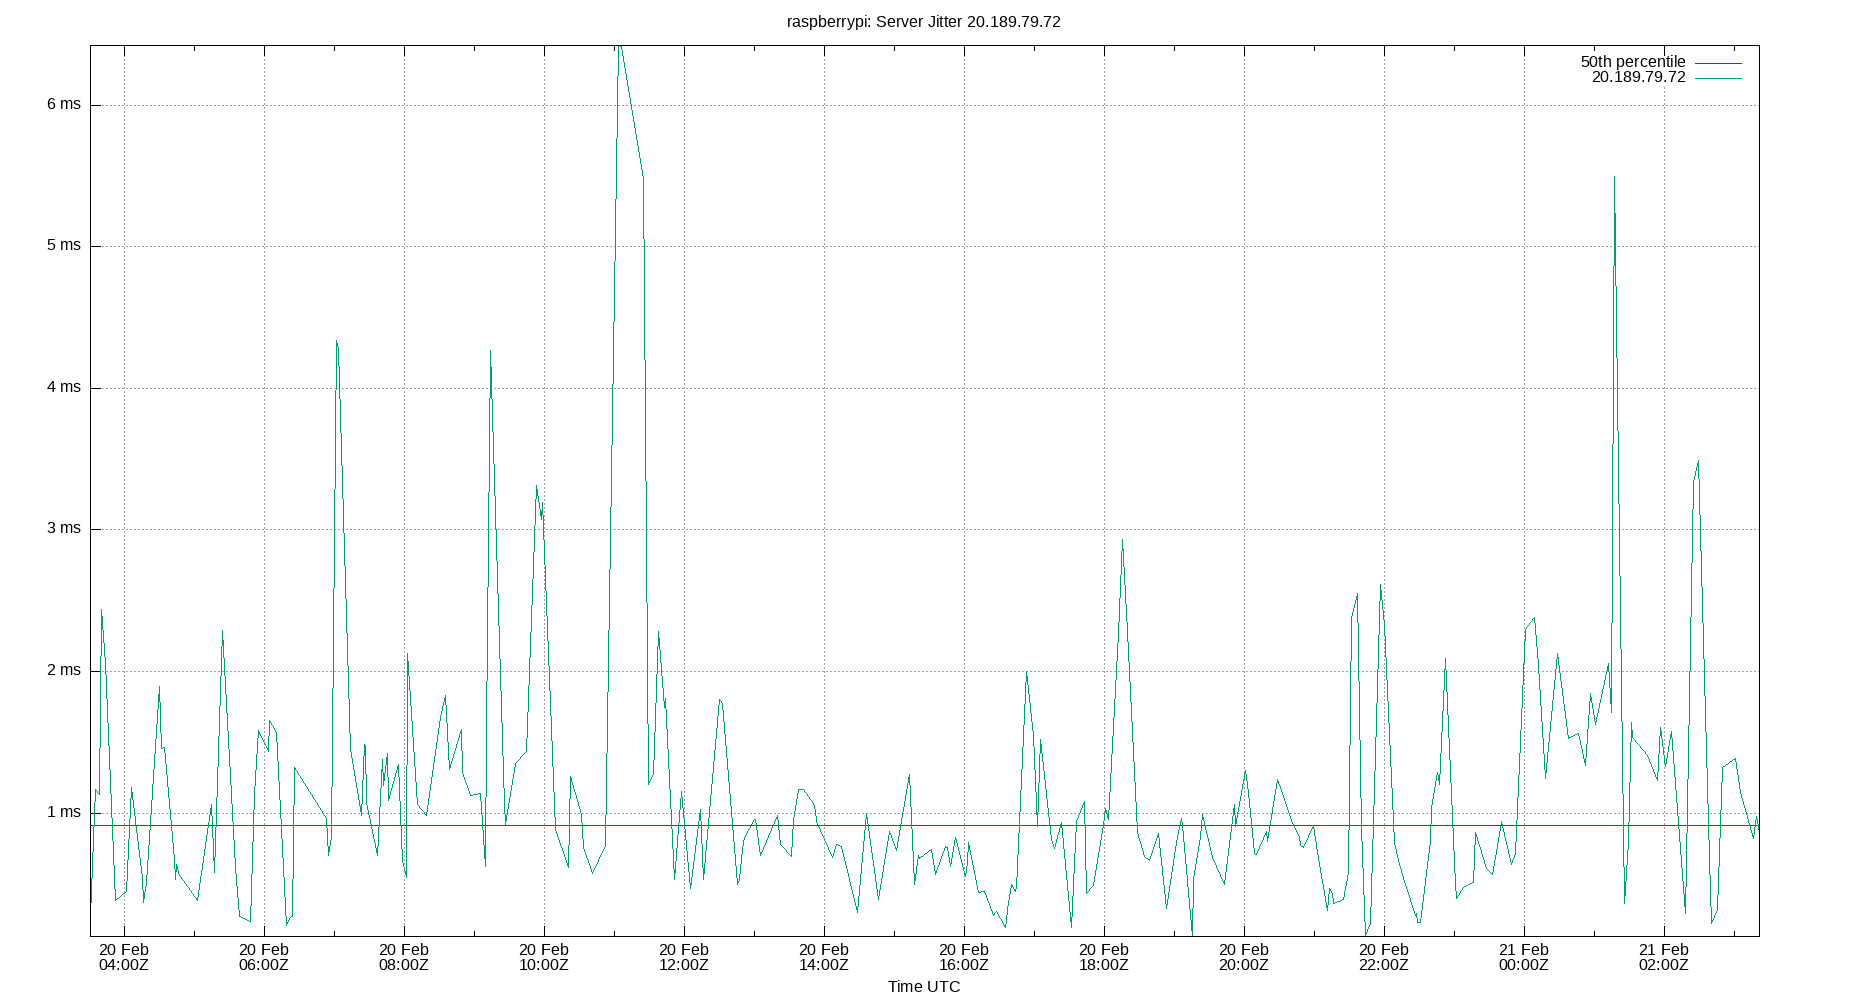 raspberrypi: Server Jitter 20.189.79.72
50th percentile
20.189.79.72
6 ms
5 ms
4 ms
3 ms
2 ms
1 ms
20 Feb 20 Feb 20 Feb 20 Feb 20 Feb 20 Feb 20 Feb 20 Feb 20 Feb 20 Feb 21 Feb 21 Feb
04:00Z 06:00Z 08:00Z 10:00Z 12:00Z 14:00Z 16:00Z 18:00Z 20:00Z 22:00Z 00:00Z 02:00Z
Time UTC